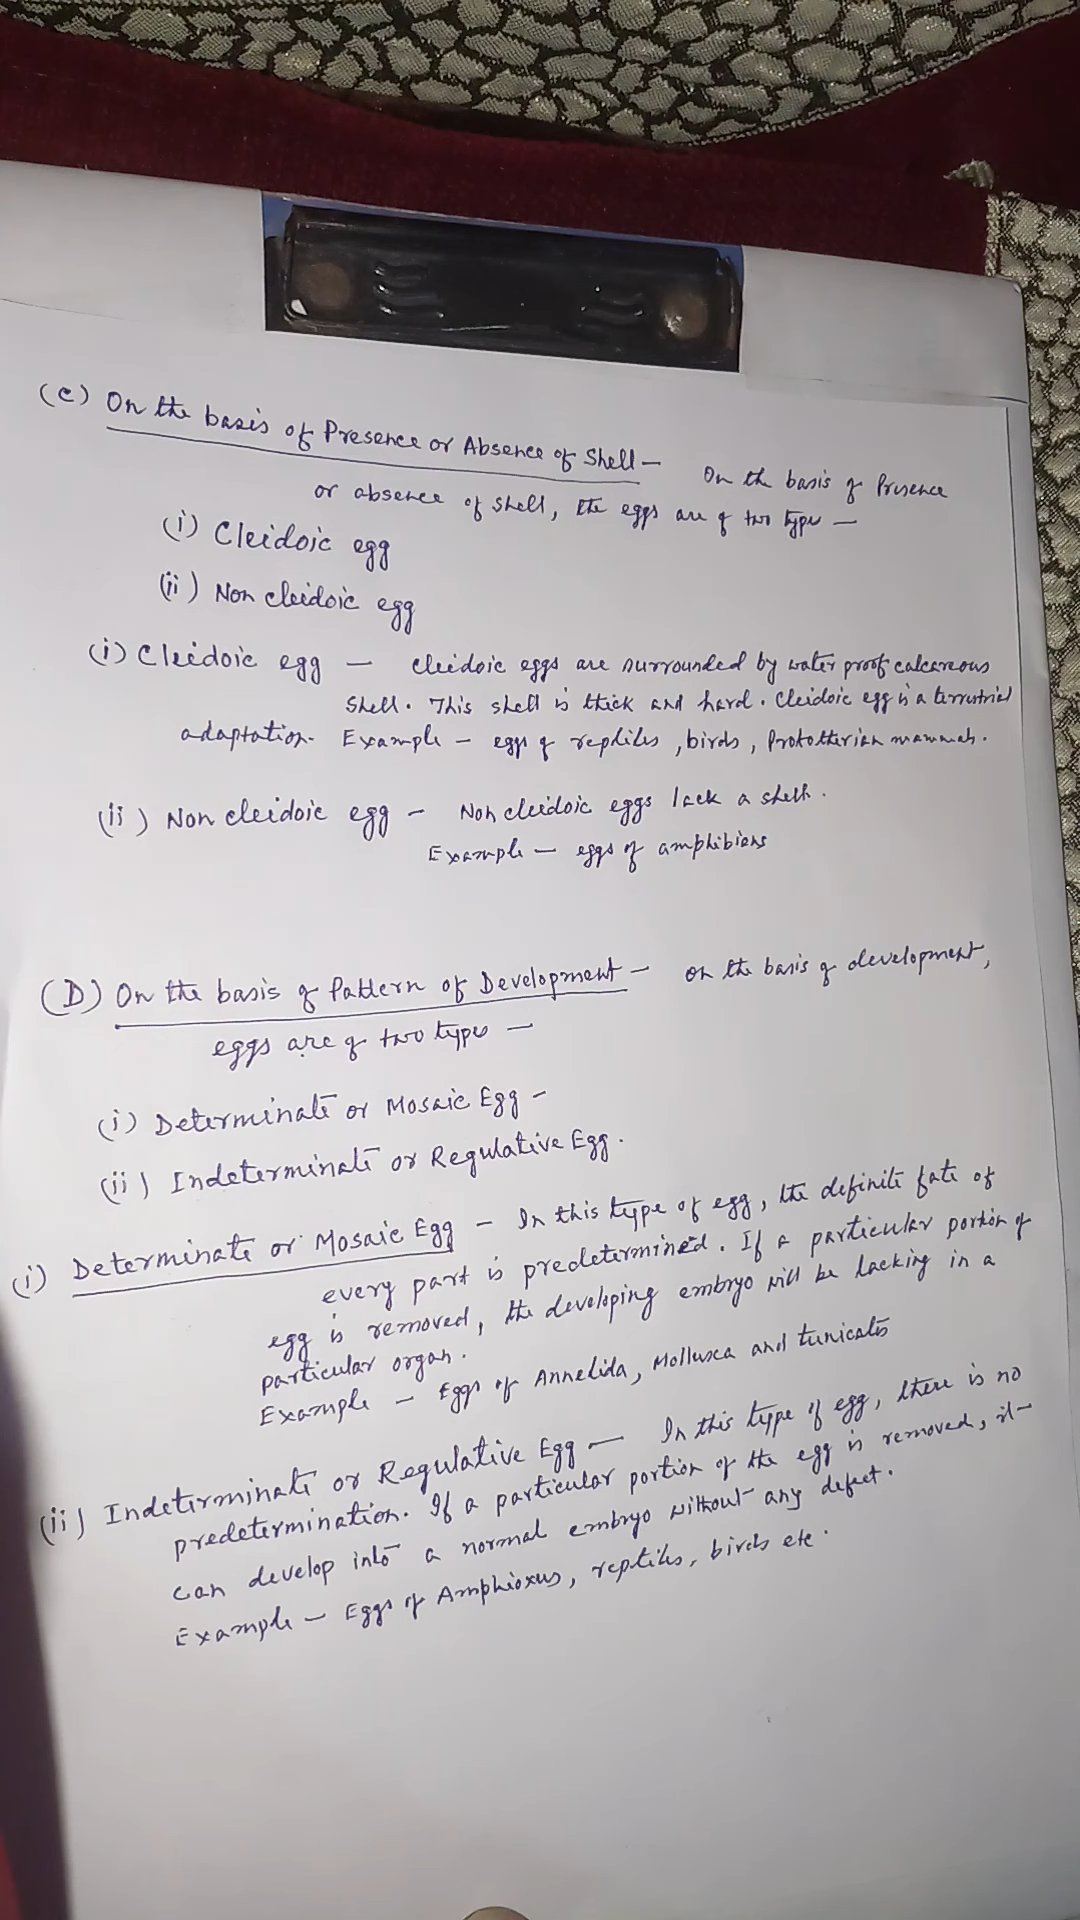 (C) On the basis of Presence or Absence of Shell – On the basis of Presence
or absence of shell, the eggs are of two type –
(i) Cleidoic egg
(ii) Non cleidoic egg
(i) Cleidoic egg – cleidoic eggs are surrounded by water proof calcareous
shell. This shell is thick and hard. Cleidoic egg is a terrestrial
adaptation. Example – eggs of reptiles, birds, Prototherian mammals.
(ii) Non cleidoic egg – Non cleidoic eggs lack a shell.
Example – eggs of amphibians
(D) On the basis of Pattern of Development – on the basis of development,
eggs are of two types –
(i) Determinate or Mosaic Egg –
(ii) Indeterminate or Regulative Egg.
(i) Determinate or Mosaic Egg – In this type of egg, the definite fate of
every part is predetermined. If a particular portion of
egg is removed, the developing embryo will be lacking in a
particular organ.
Example – Eggs of Annelida, Mollusca and tunicates
(ii) Indeterminate or Regulative Egg – In this type of egg, there is no
predetermination. If a particular portion of the egg is removed, it
can develop into a normal embryo without any defect.
Example – Eggs of Amphioxus, reptiles, birds etc.